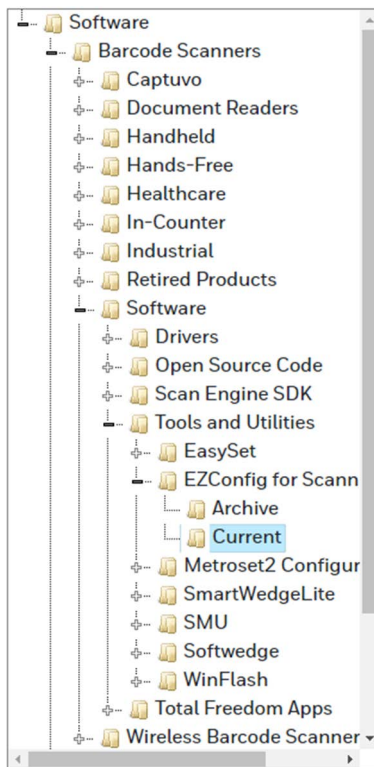 Software
Barcode Scanners
Captuvo
Document Readers
Handheld
Hands-Free
Healthcare
In-Counter
Industrial
Retired Products
Software
Drivers
Open Source Code
Scan Engine SDK
Tools and Utilities
EasySet
EZConfig for Scann
Archive
Current
Metroset2 Configur
SmartWedgeLite
SMU
Softwedge
WinFlash
Total Freedom Apps
Wireless Barcode Scanner